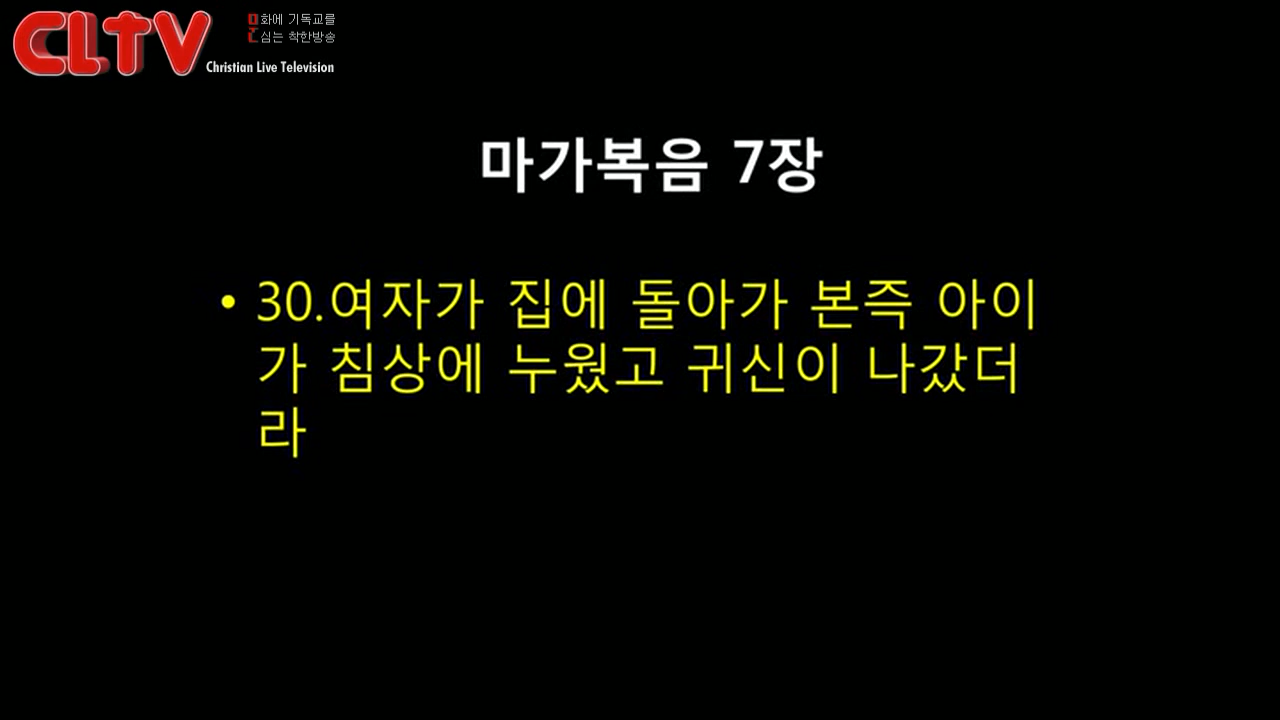 CLTV
문화에 기독교를
심는 착한방송
Christian Live Television
마가복음 7장
• 30.여자가 집에 돌아가 본즉 아이
가 침상에 누웠고 귀신이 나갔더
라